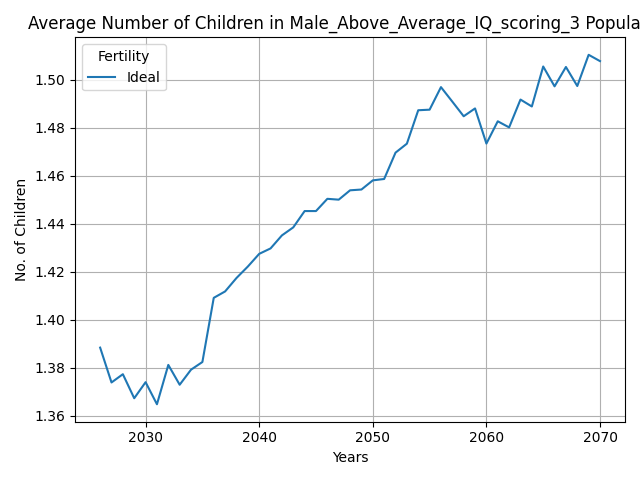 Average Number of Children in Male_Above_Average_IQ_scoring_3 Popula
Fertility
Ideal
No. of Children
1.50
1.48
1.46
1.44
1.42
1.40
1.38
1.36
2030 2040 2050 2060 2070
Years